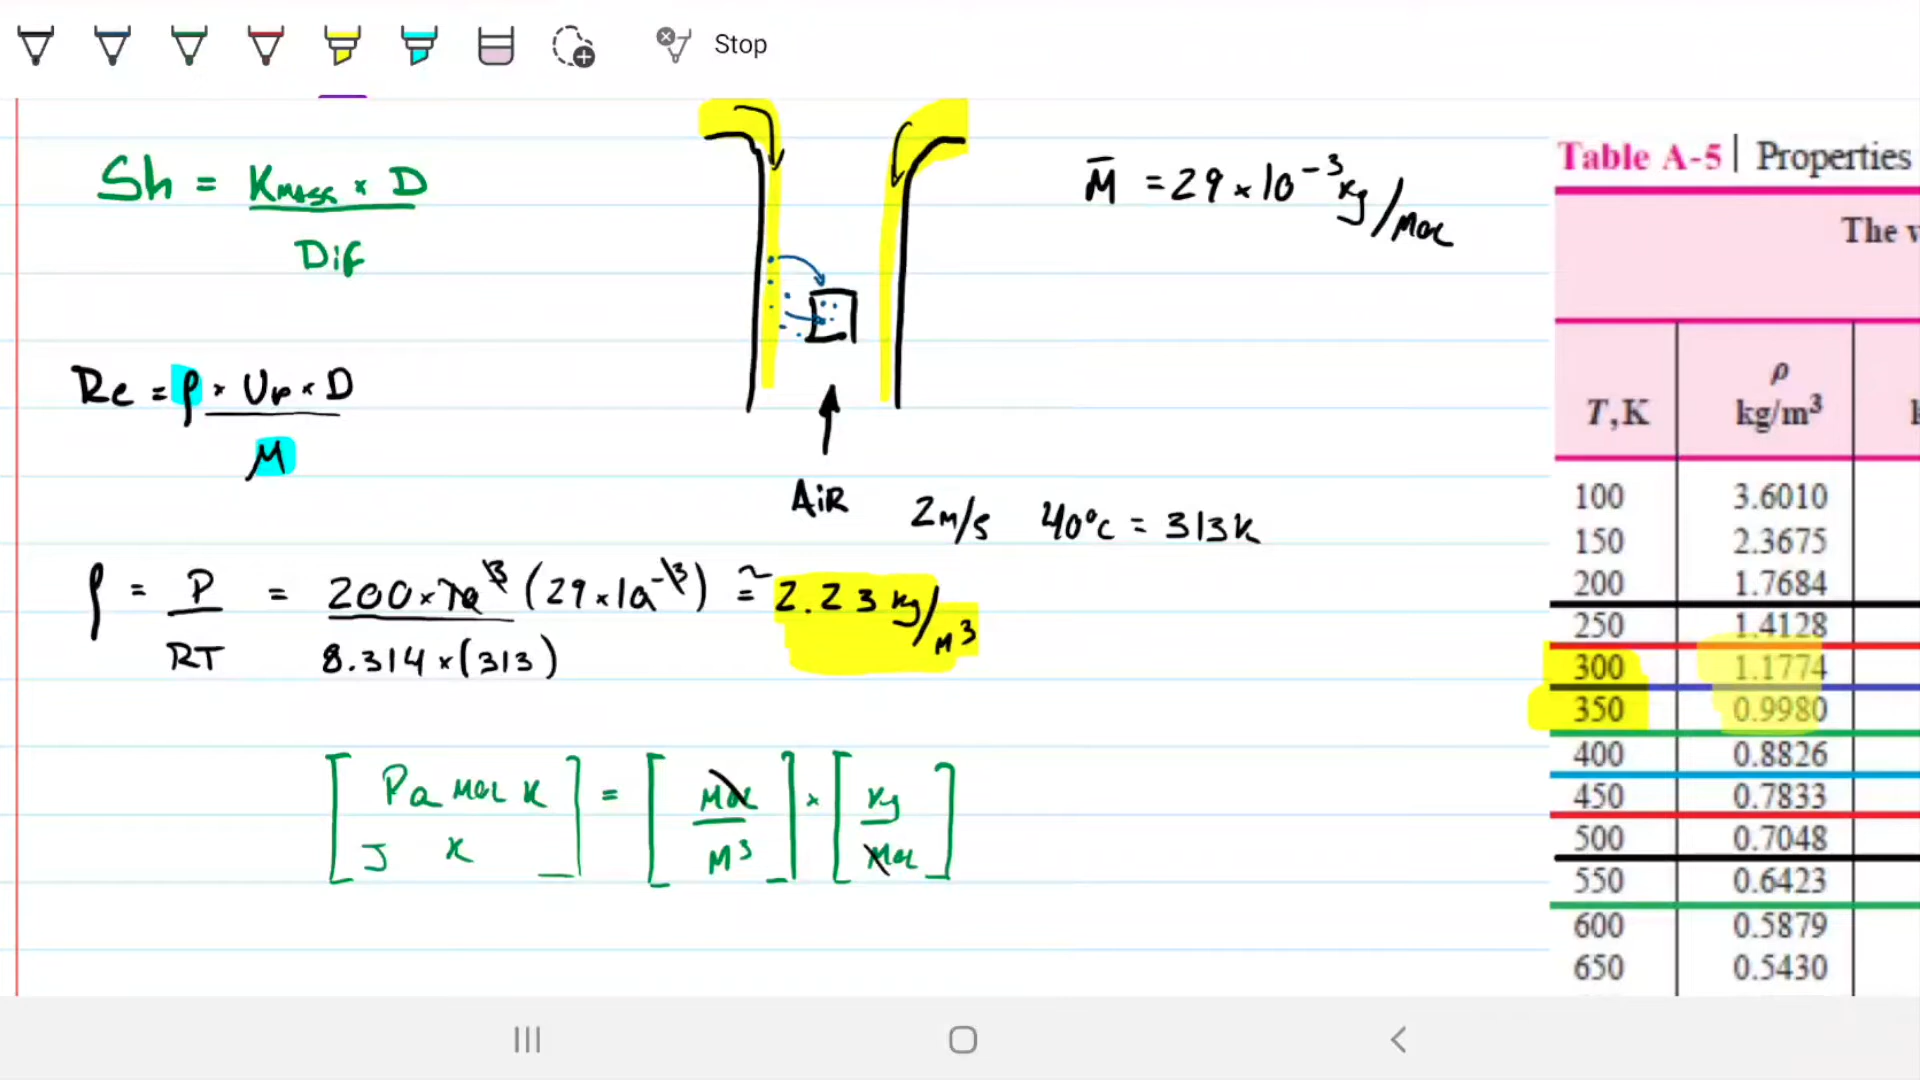 Stop
Sh = Kmass × D
Dif
M̄ = 29 × 10⁻³ kg/mol
Re = ρ × Ur × D
M
AiR
2m/s 40°c = 313K
ρ = P = 200 × 10³ (29 × 10⁻³) ≅ 2.23 kg/m³
RT 8.314 × (313)
[ Pa mol K ] = [ mol ] × [ kg ]
J K m³ mol
Table A-5 | Properties
The v
T,K ρ kg/m³
100 3.6010
150 2.3675
200 1.7684
250 1.4128
300 1.1774
350 0.9980
400 0.8826
450 0.7833
500 0.7048
550 0.6423
600 0.5879
650 0.5430